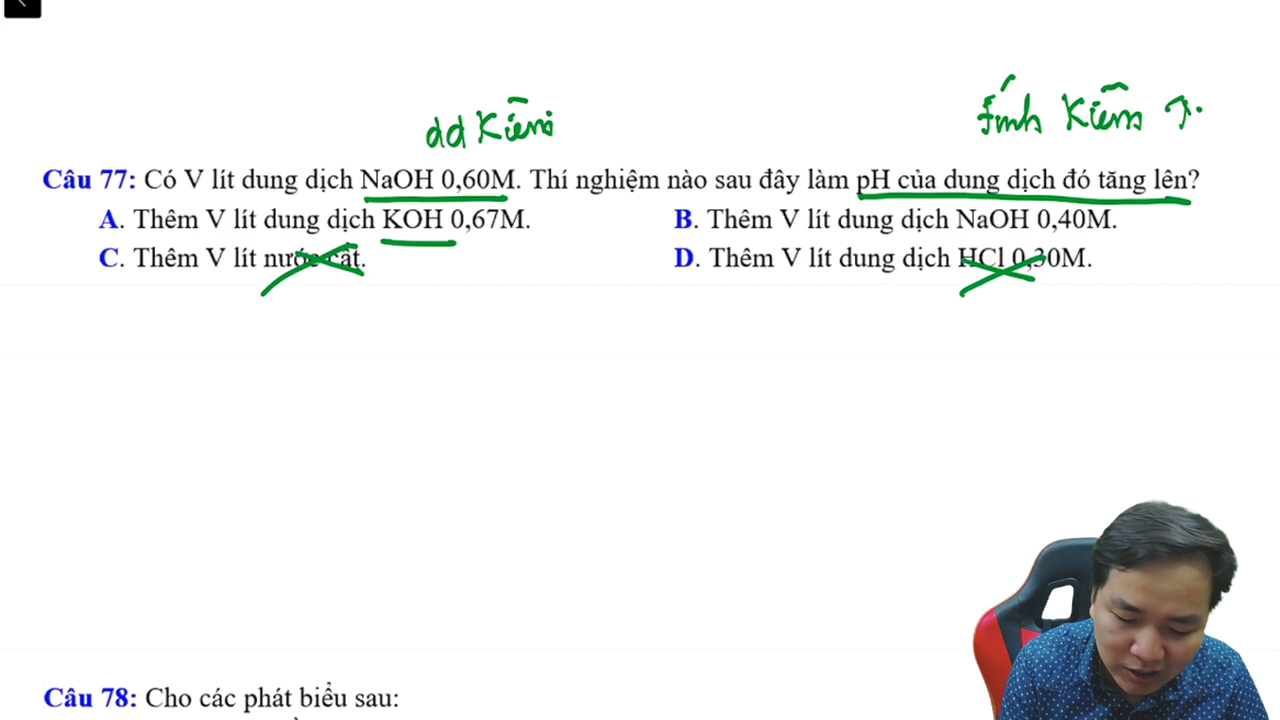 dd Kiềm
tính Kiềm ↑.
Câu 77: Có V lít dung dịch NaOH 0,60M. Thí nghiệm nào sau đây làm pH của dung dịch đó tăng lên?
A. Thêm V lít dung dịch KOH 0,67M. B. Thêm V lít dung dịch NaOH 0,40M.
C. Thêm V lít nước cất. D. Thêm V lít dung dịch HCl 0,30M.
Câu 78: Cho các phát biểu sau: